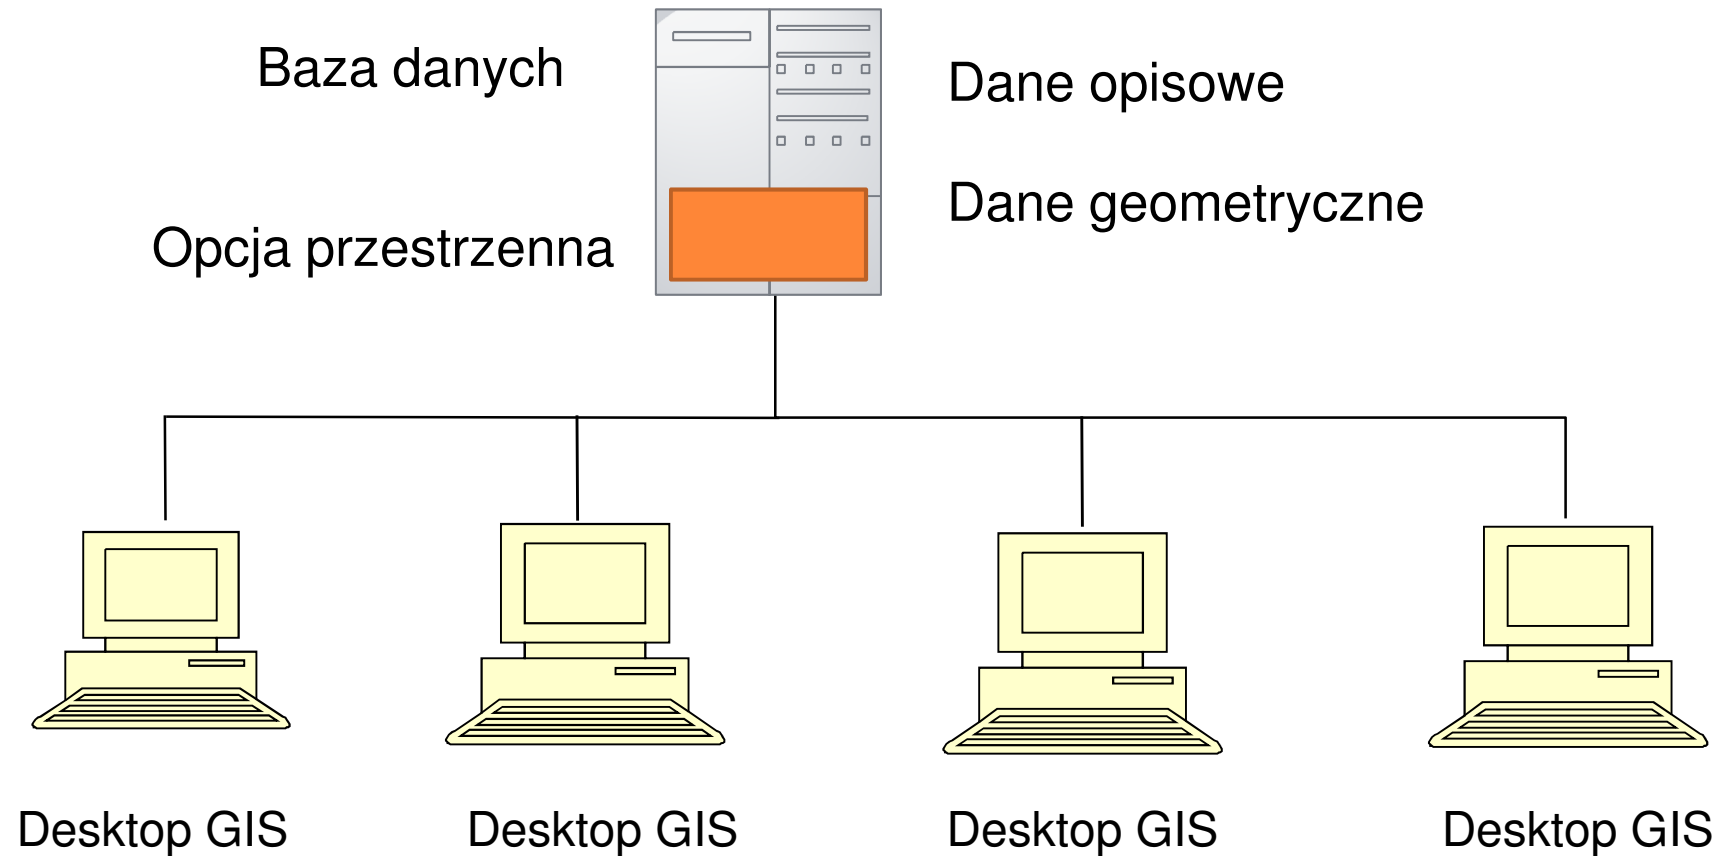 Baza danych
Dane opisowe
Dane geometryczne
Opcja przestrzenna
Desktop GIS
Desktop GIS
Desktop GIS
Desktop GIS